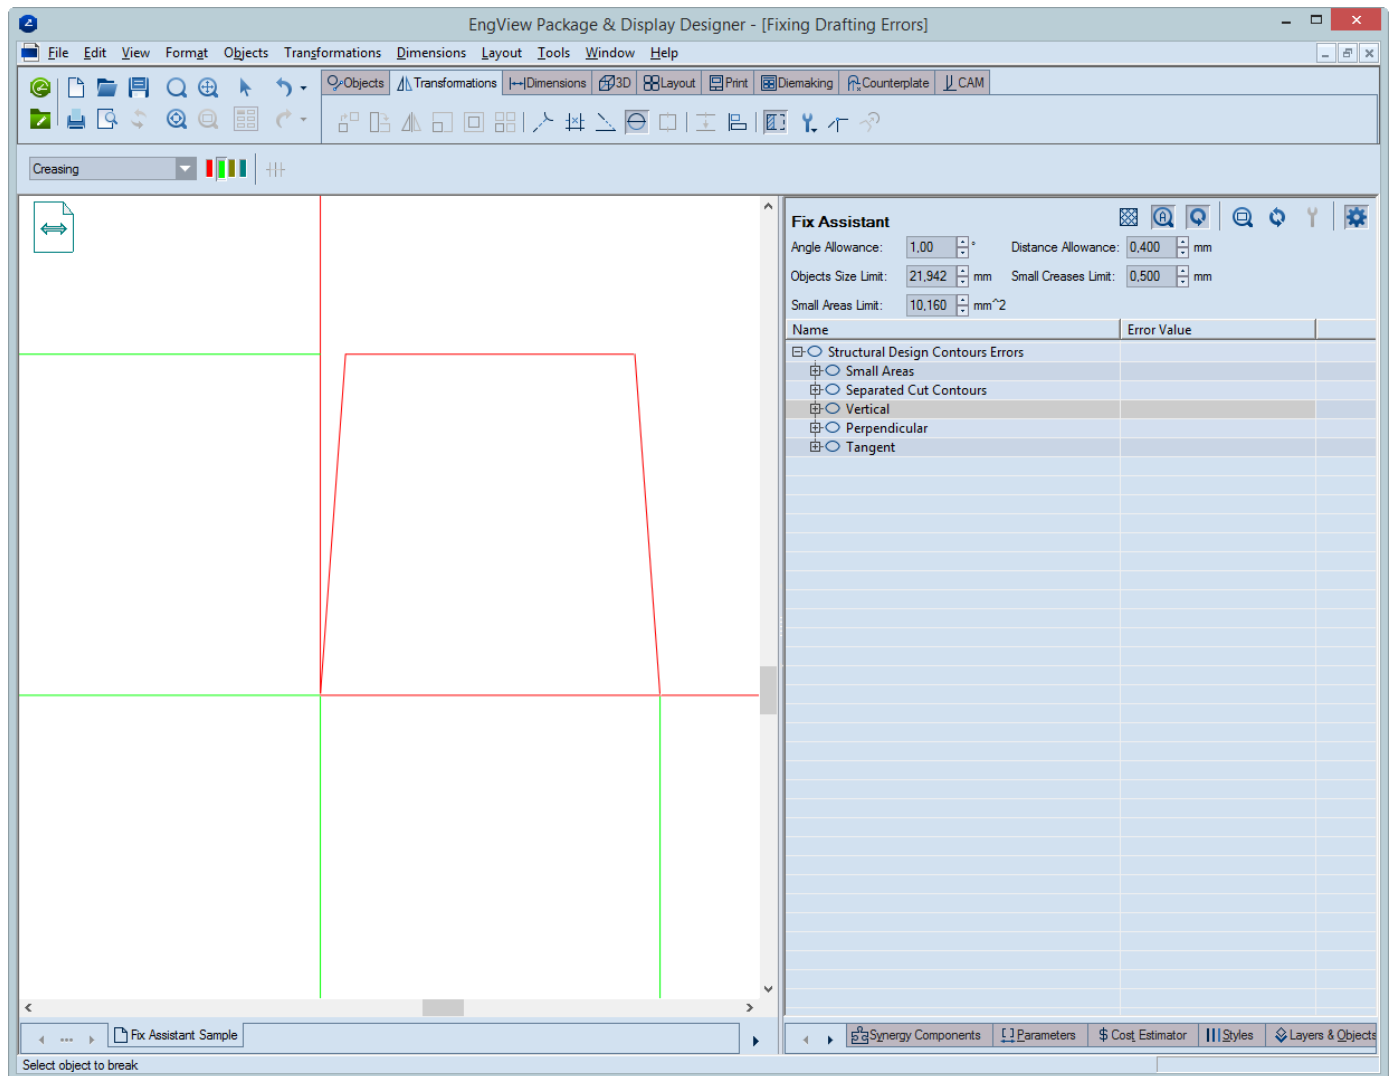 EngView Package & Display Designer - [Fixing Drafting Errors]
File Edit View Format Objects Transformations Dimensions Layout Tools Window Help
Objects Transformations Dimensions 3D Layout Print Diemaking Counterplate CAM
Creasing
Fix Assistant
Angle Allowance: 1,00 ° Distance Allowance: 0,400 mm
Objects Size Limit: 21,942 mm Small Creases Limit: 0,500 mm
Small Areas Limit: 10,160 mm^2
Name Error Value
Structural Design Contours Errors
Small Areas
Separated Cut Contours
Vertical
Perpendicular
Tangent
Fix Assistant Sample
Synergy Components Parameters $ Cost Estimator Styles Layers & Objects
Select object to break